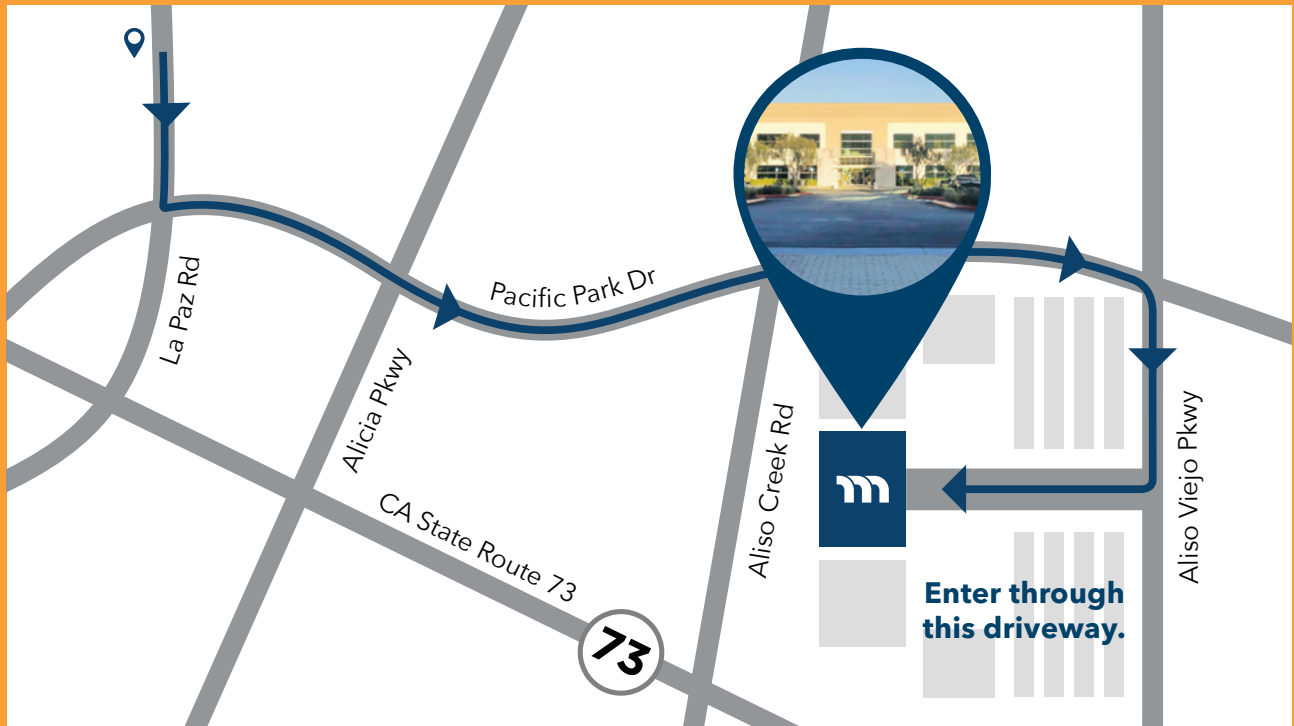 La Paz Rd
Alicia Pkwy
Pacific Park Dr
CA State Route 73
73
Aliso Creek Rd
m
Aliso Viejo Pkwy
Enter through
this driveway.